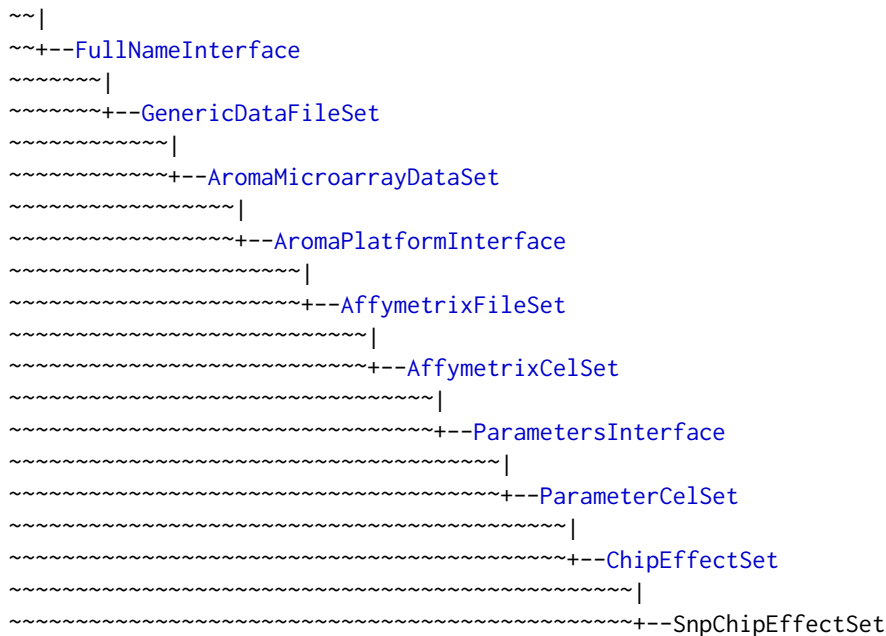 ~~|
~~+--FullNameInterface
~~~~~~~|
~~~~~~~+--GenericDataFileSet
~~~~~~~~~~~~|
~~~~~~~~~~~~+--AromaMicroarrayDataSet
~~~~~~~~~~~~~~~~~|
~~~~~~~~~~~~~~~~~+--AromaPlatformInterface
~~~~~~~~~~~~~~~~~~~~~~|
~~~~~~~~~~~~~~~~~~~~~~+--AffymetrixFileSet
~~~~~~~~~~~~~~~~~~~~~~~~~~~|
~~~~~~~~~~~~~~~~~~~~~~~~~~~+--AffymetrixCelSet
~~~~~~~~~~~~~~~~~~~~~~~~~~~~~~~~|
~~~~~~~~~~~~~~~~~~~~~~~~~~~~~~~~+--ParametersInterface
~~~~~~~~~~~~~~~~~~~~~~~~~~~~~~~~~~~~~|
~~~~~~~~~~~~~~~~~~~~~~~~~~~~~~~~~~~~~+--ParameterCelSet
~~~~~~~~~~~~~~~~~~~~~~~~~~~~~~~~~~~~~~~~~~|
~~~~~~~~~~~~~~~~~~~~~~~~~~~~~~~~~~~~~~~~~~+--ChipEffectSet
~~~~~~~~~~~~~~~~~~~~~~~~~~~~~~~~~~~~~~~~~~~~~~~|
~~~~~~~~~~~~~~~~~~~~~~~~~~~~~~~~~~~~~~~~~~~~~~~+--SnpChipEffectSet